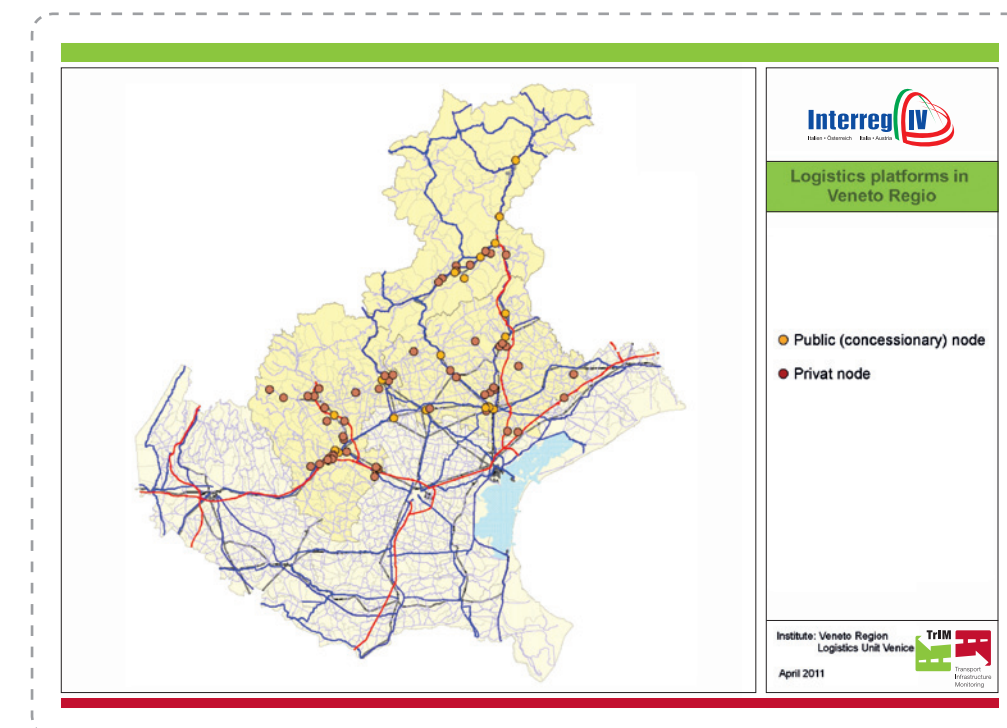 Interreg IV
Italien • Österreich Italia • Austria
Logistics platforms in
Veneto Regio
Public (concessionary) node
Privat node
Institute: Veneto Region
Logistics Unit Venice
April 2011
TrIM
Transport
Infrastructure
Monitoring